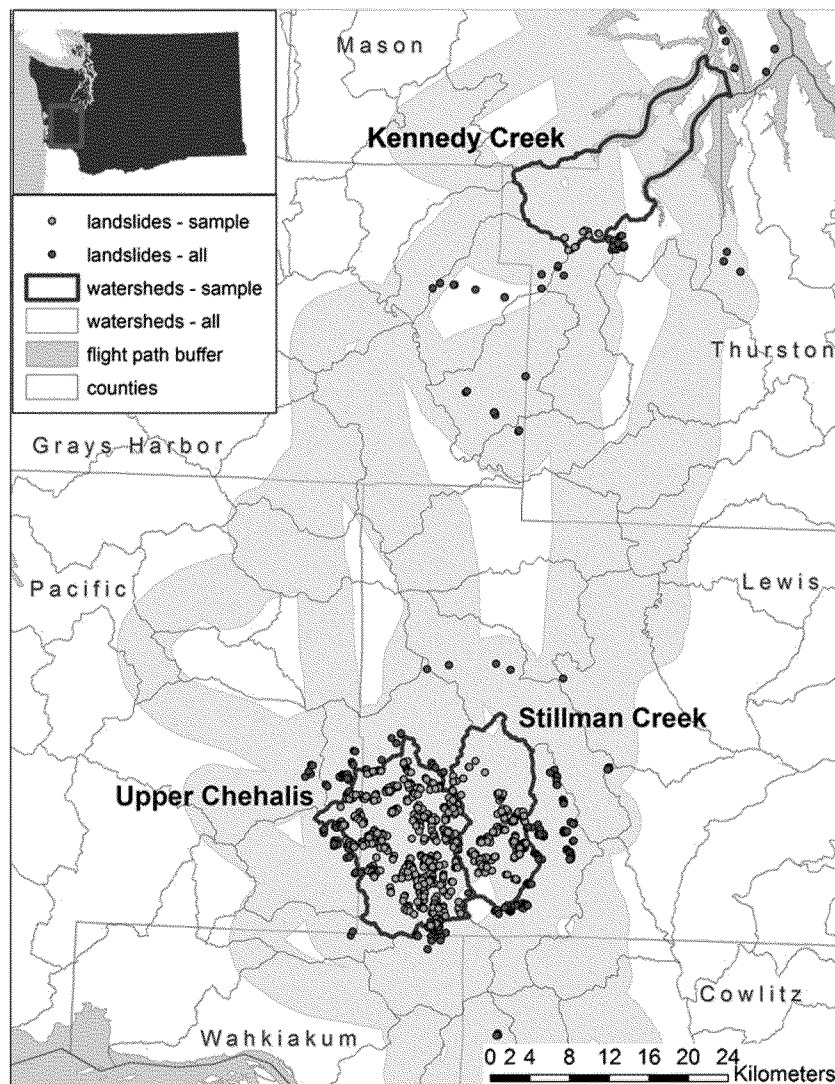 Mason
Kennedy Creek
landslides - sample
landslides - all
watersheds - sample
watersheds - all
flight path buffer
counties
Thurston
Grays Harbor
Pacific
Lewis
Stillman Creek
Upper Chehalis
Cowlitz
Wahkiakum
0 2 4 8 12 16 20 24
Kilometers